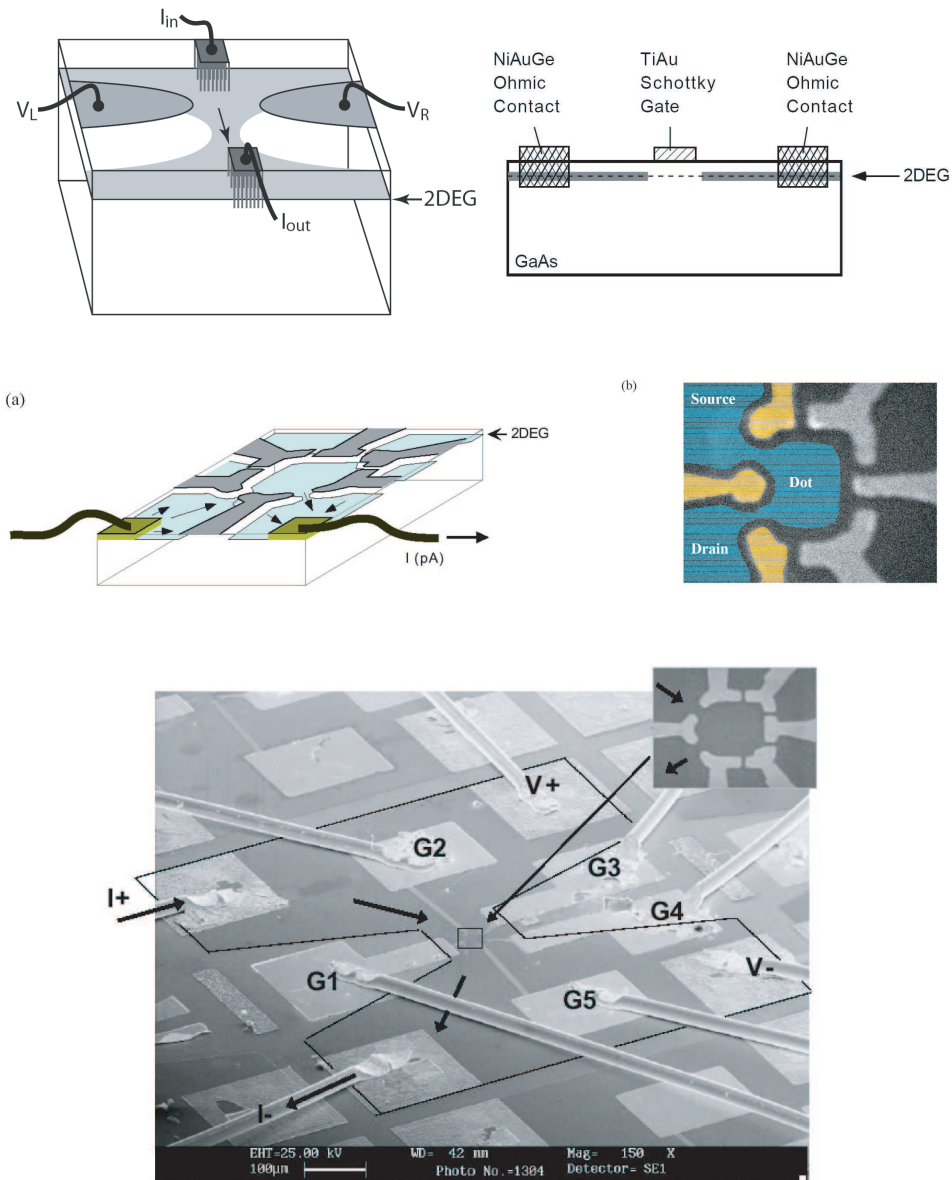 I_in
V_L
V_R
2DEG
I_out
NiAuGe
Ohmic
Contact
TiAu
Schottky
Gate
NiAuGe
Ohmic
Contact
2DEG
GaAs
(a)
2DEG
I (pA)
(b)
Source
Dot
Drain
V+
G2
G3
I+
G4
V-
G1
G5
I-
EHT=25.00 kV WD= 42 mm Mag= 150 X
100µm Photo No.=1304 Detector= SE1